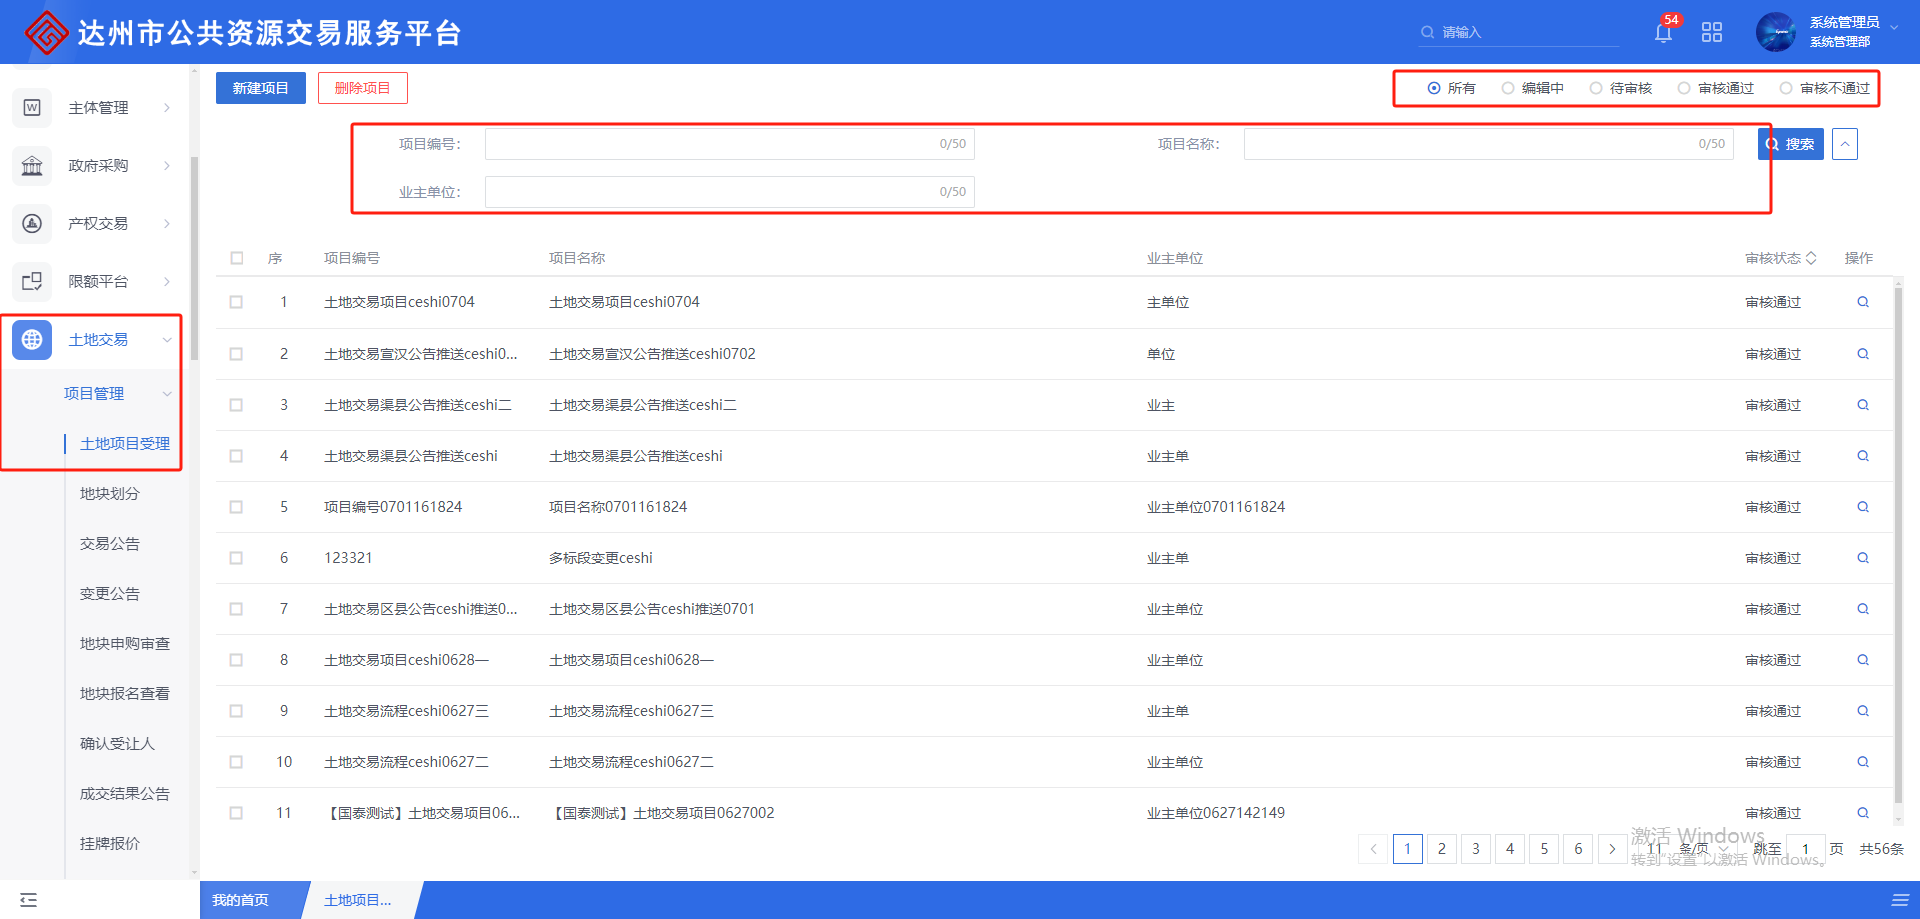 达州市公共资源交易服务平台
请输入
54
系统管理员
系统管理部
W
主体管理
政府采购
产权交易
限额平台
土地交易
项目管理
土地项目受理
地块划分
交易公告
变更公告
地块申购审查
地块报名查看
确认受让人
成交结果公告
挂牌报价
新建项目 删除项目
所有 编辑中 待审核 审核通过 审核不通过
项目编号: 0/50 项目名称: 0/50 搜索
业主单位: 0/50
序 项目编号 项目名称 业主单位 审核状态 操作
1 土地交易项目ceshi0704 土地交易项目ceshi0704 主单位 审核通过
2 土地交易宣汉公告推送ceshi0... 土地交易宣汉公告推送ceshi0702 单位 审核通过
3 土地交易渠县公告推送ceshi二 土地交易渠县公告推送ceshi二 业主 审核通过
4 土地交易渠县公告推送ceshi 土地交易渠县公告推送ceshi 业主单 审核通过
5 项目编号0701161824 项目名称0701161824 业主单位0701161824 审核通过
6 123321 多标段变更ceshi 业主单 审核通过
7 土地交易区县公告ceshi推送0... 土地交易区县公告ceshi推送0701 业主单位 审核通过
8 土地交易项目ceshi0628一 土地交易项目ceshi0628一 业主单位 审核通过
9 土地交易流程ceshi0627三 土地交易流程ceshi0627三 业主单 审核通过
10 土地交易流程ceshi0627二 土地交易流程ceshi0627二 业主单位 审核通过
11 【国泰测试】土地交易项目06... 【国泰测试】土地交易项目0627002 业主单位0627142149 审核通过
1 2 3 4 5 6 11 条/页 跳至 1 页 共56条
激活 Windows
转到"设置"以激活 Windows。
我的首页 土地项目...